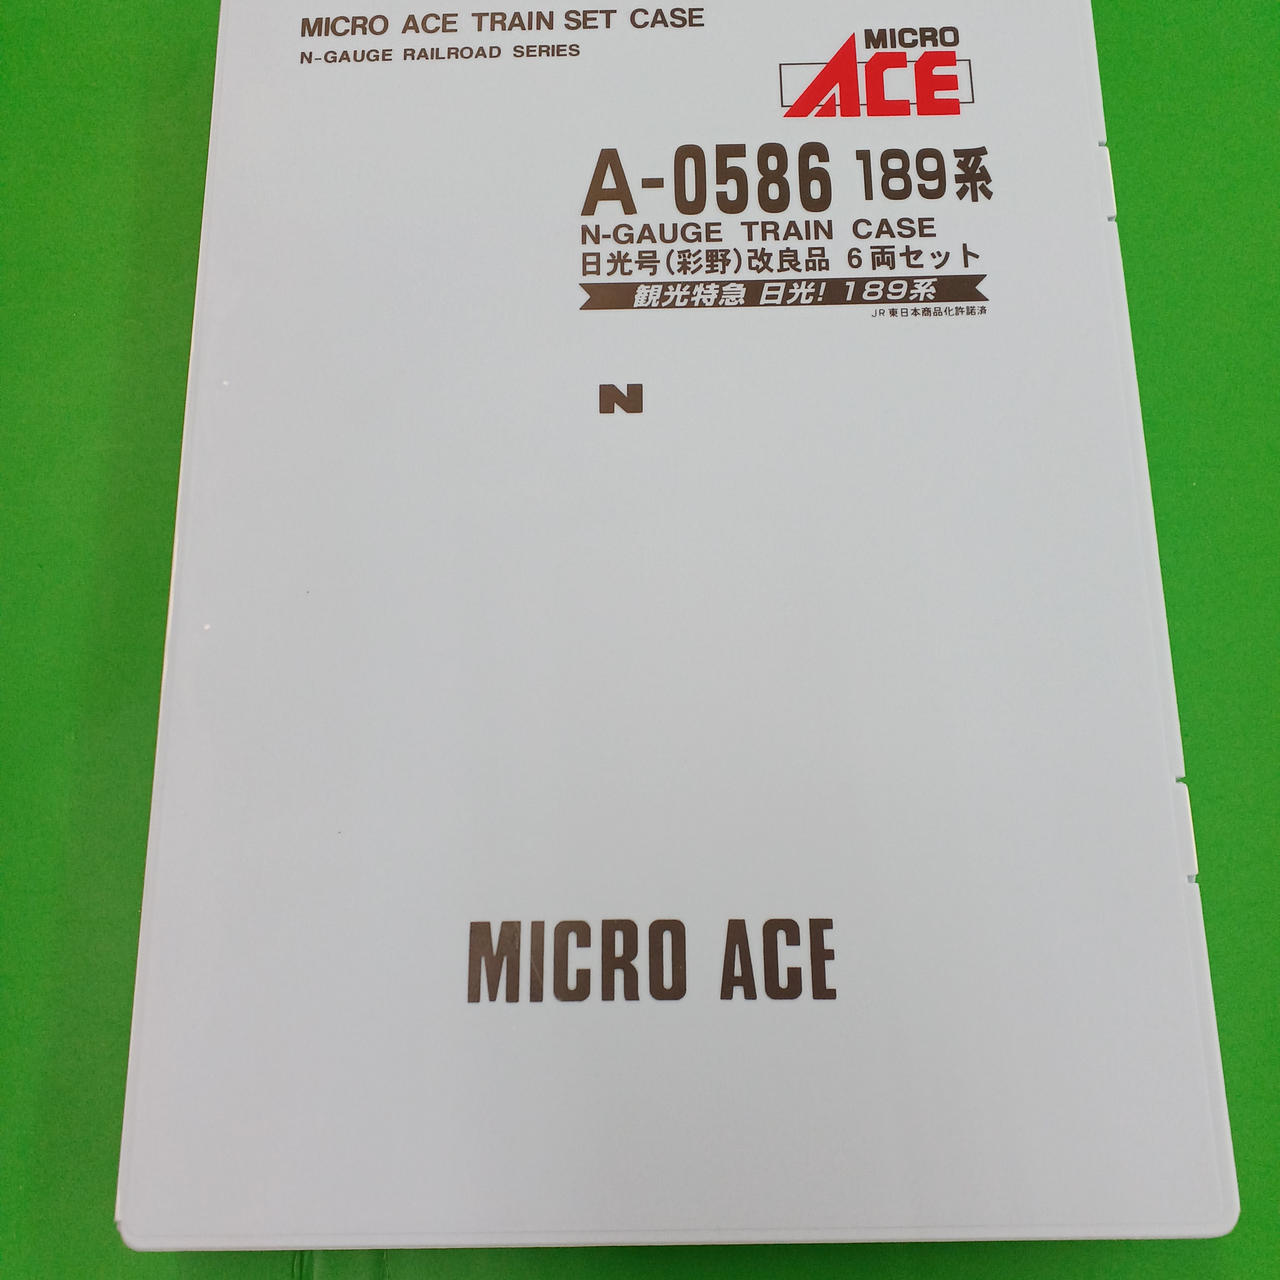 MICRO ACE TRAIN SET CASE
N-GAUGE RAILROAD SERIES
MICRO
ACE
A-0586 189系
N-GAUGE TRAIN CASE
日光号(彩野)改良品 6両セット
観光特急 日光! 189系
JR東日本商品化許諾済
N
MICRO ACE